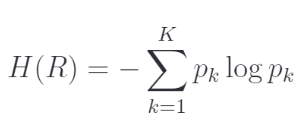 H(R) = − ∑_{k=1}^{K} p_k log p_k